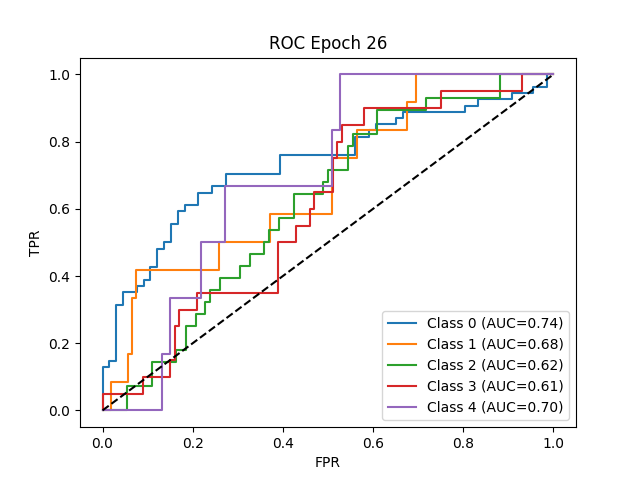 ROC Epoch 26
TPR
1.0
0.8
0.6
0.4
0.2
0.0
Class 0 (AUC=0.74)
Class 1 (AUC=0.68)
Class 2 (AUC=0.62)
Class 3 (AUC=0.61)
Class 4 (AUC=0.70)
0.0 0.2 0.4 0.6 0.8 1.0
FPR